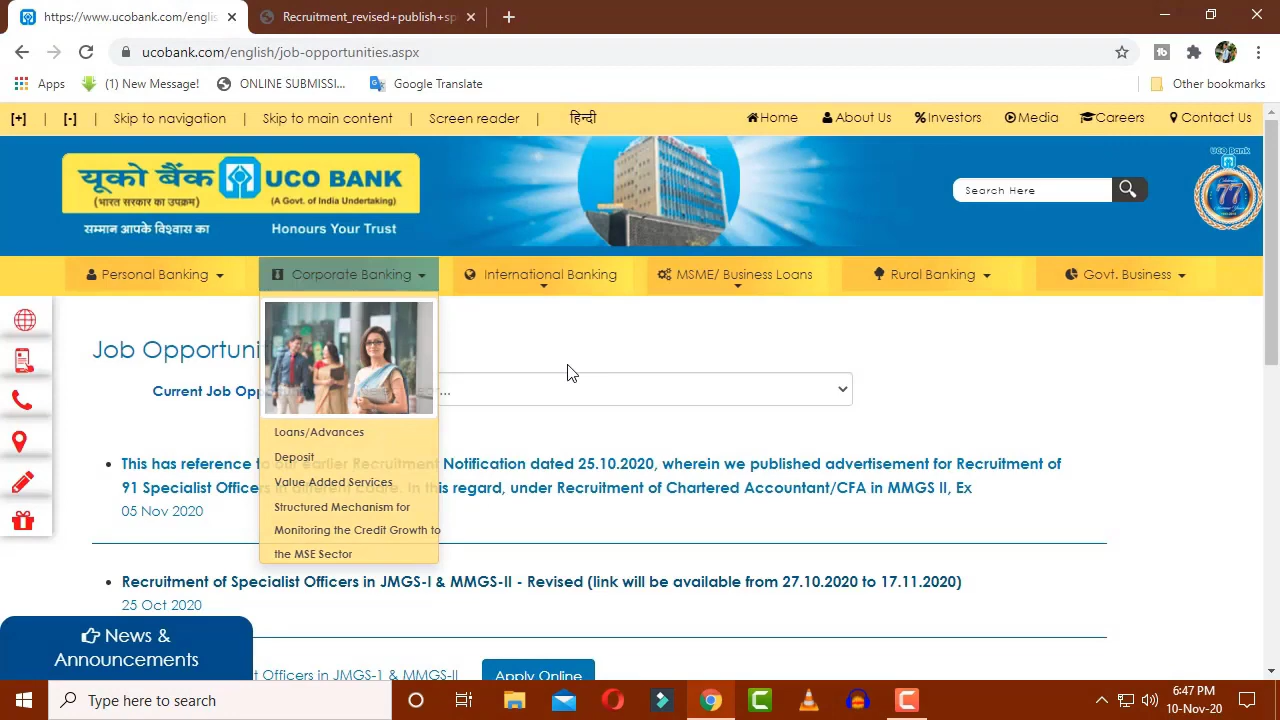 https://www.ucobank.com/englis
Recruitment_revised+publish+sp
ucobank.com/english/job-opportunities.aspx
Apps
(1) New Message!
ONLINE SUBMISSI...
Google Translate
Other bookmarks
[+] | [-] | Skip to navigation | Skip to main content | Screen reader | हिन्दी
Home About Us Investors Media Careers Contact Us
यूको बैंक UCO BANK
(भारत सरकार का उपक्रम) (A Govt. of India Undertaking)
सम्मान आपके विश्वास का Honours Your Trust
Search Here
UCO Bank
77
Personal Banking Corporate Banking International Banking MSME/ Business Loans Rural Banking Govt. Business
Job Opportuni
Current Job Opp
...
Loans/Advances
Deposit
Value Added Services
Structured Mechanism for
Monitoring the Credit Growth to
the MSE Sector
This has reference to our earlier Recruitment Notification dated 25.10.2020, wherein we published advertisement for Recruitment of
91 Specialist Officers in different cadre. In this regard, under Recruitment of Chartered Accountant/CFA in MMGS II, Ex
05 Nov 2020
Recruitment of Specialist Officers in JMGS-I & MMGS-II - Revised (link will be available from 27.10.2020 to 17.11.2020)
25 Oct 2020
News &
Announcements
st Officers in JMGS-1 & MMGS-II
Apply Online
Type here to search
6:47 PM
10-Nov-20